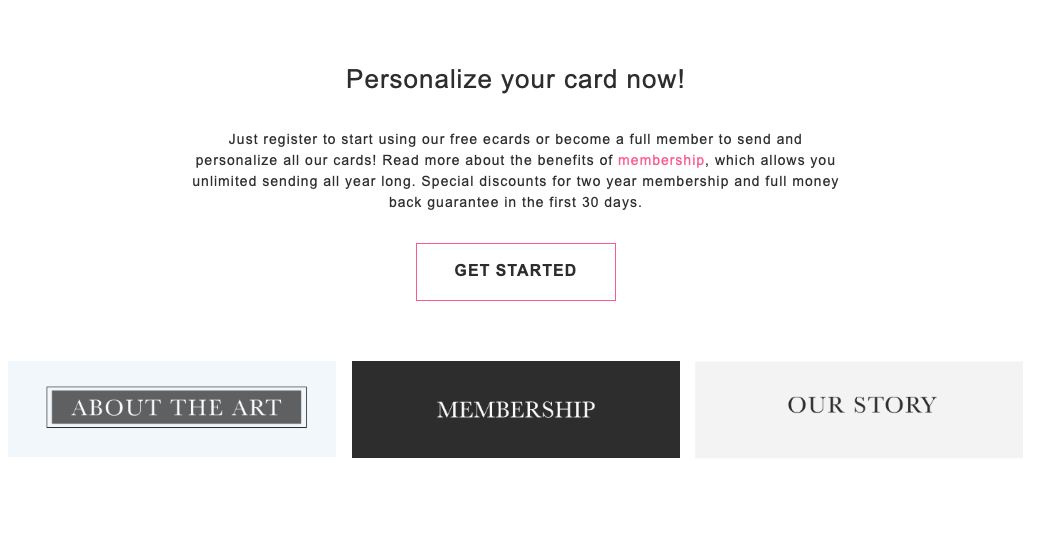 Personalize your card now!
Just register to start using our free ecards or become a full member to send and
personalize all our cards! Read more about the benefits of membership, which allows you
unlimited sending all year long. Special discounts for two year membership and full money
back guarantee in the first 30 days.
GET STARTED
ABOUT THE ART
MEMBERSHIP
OUR STORY